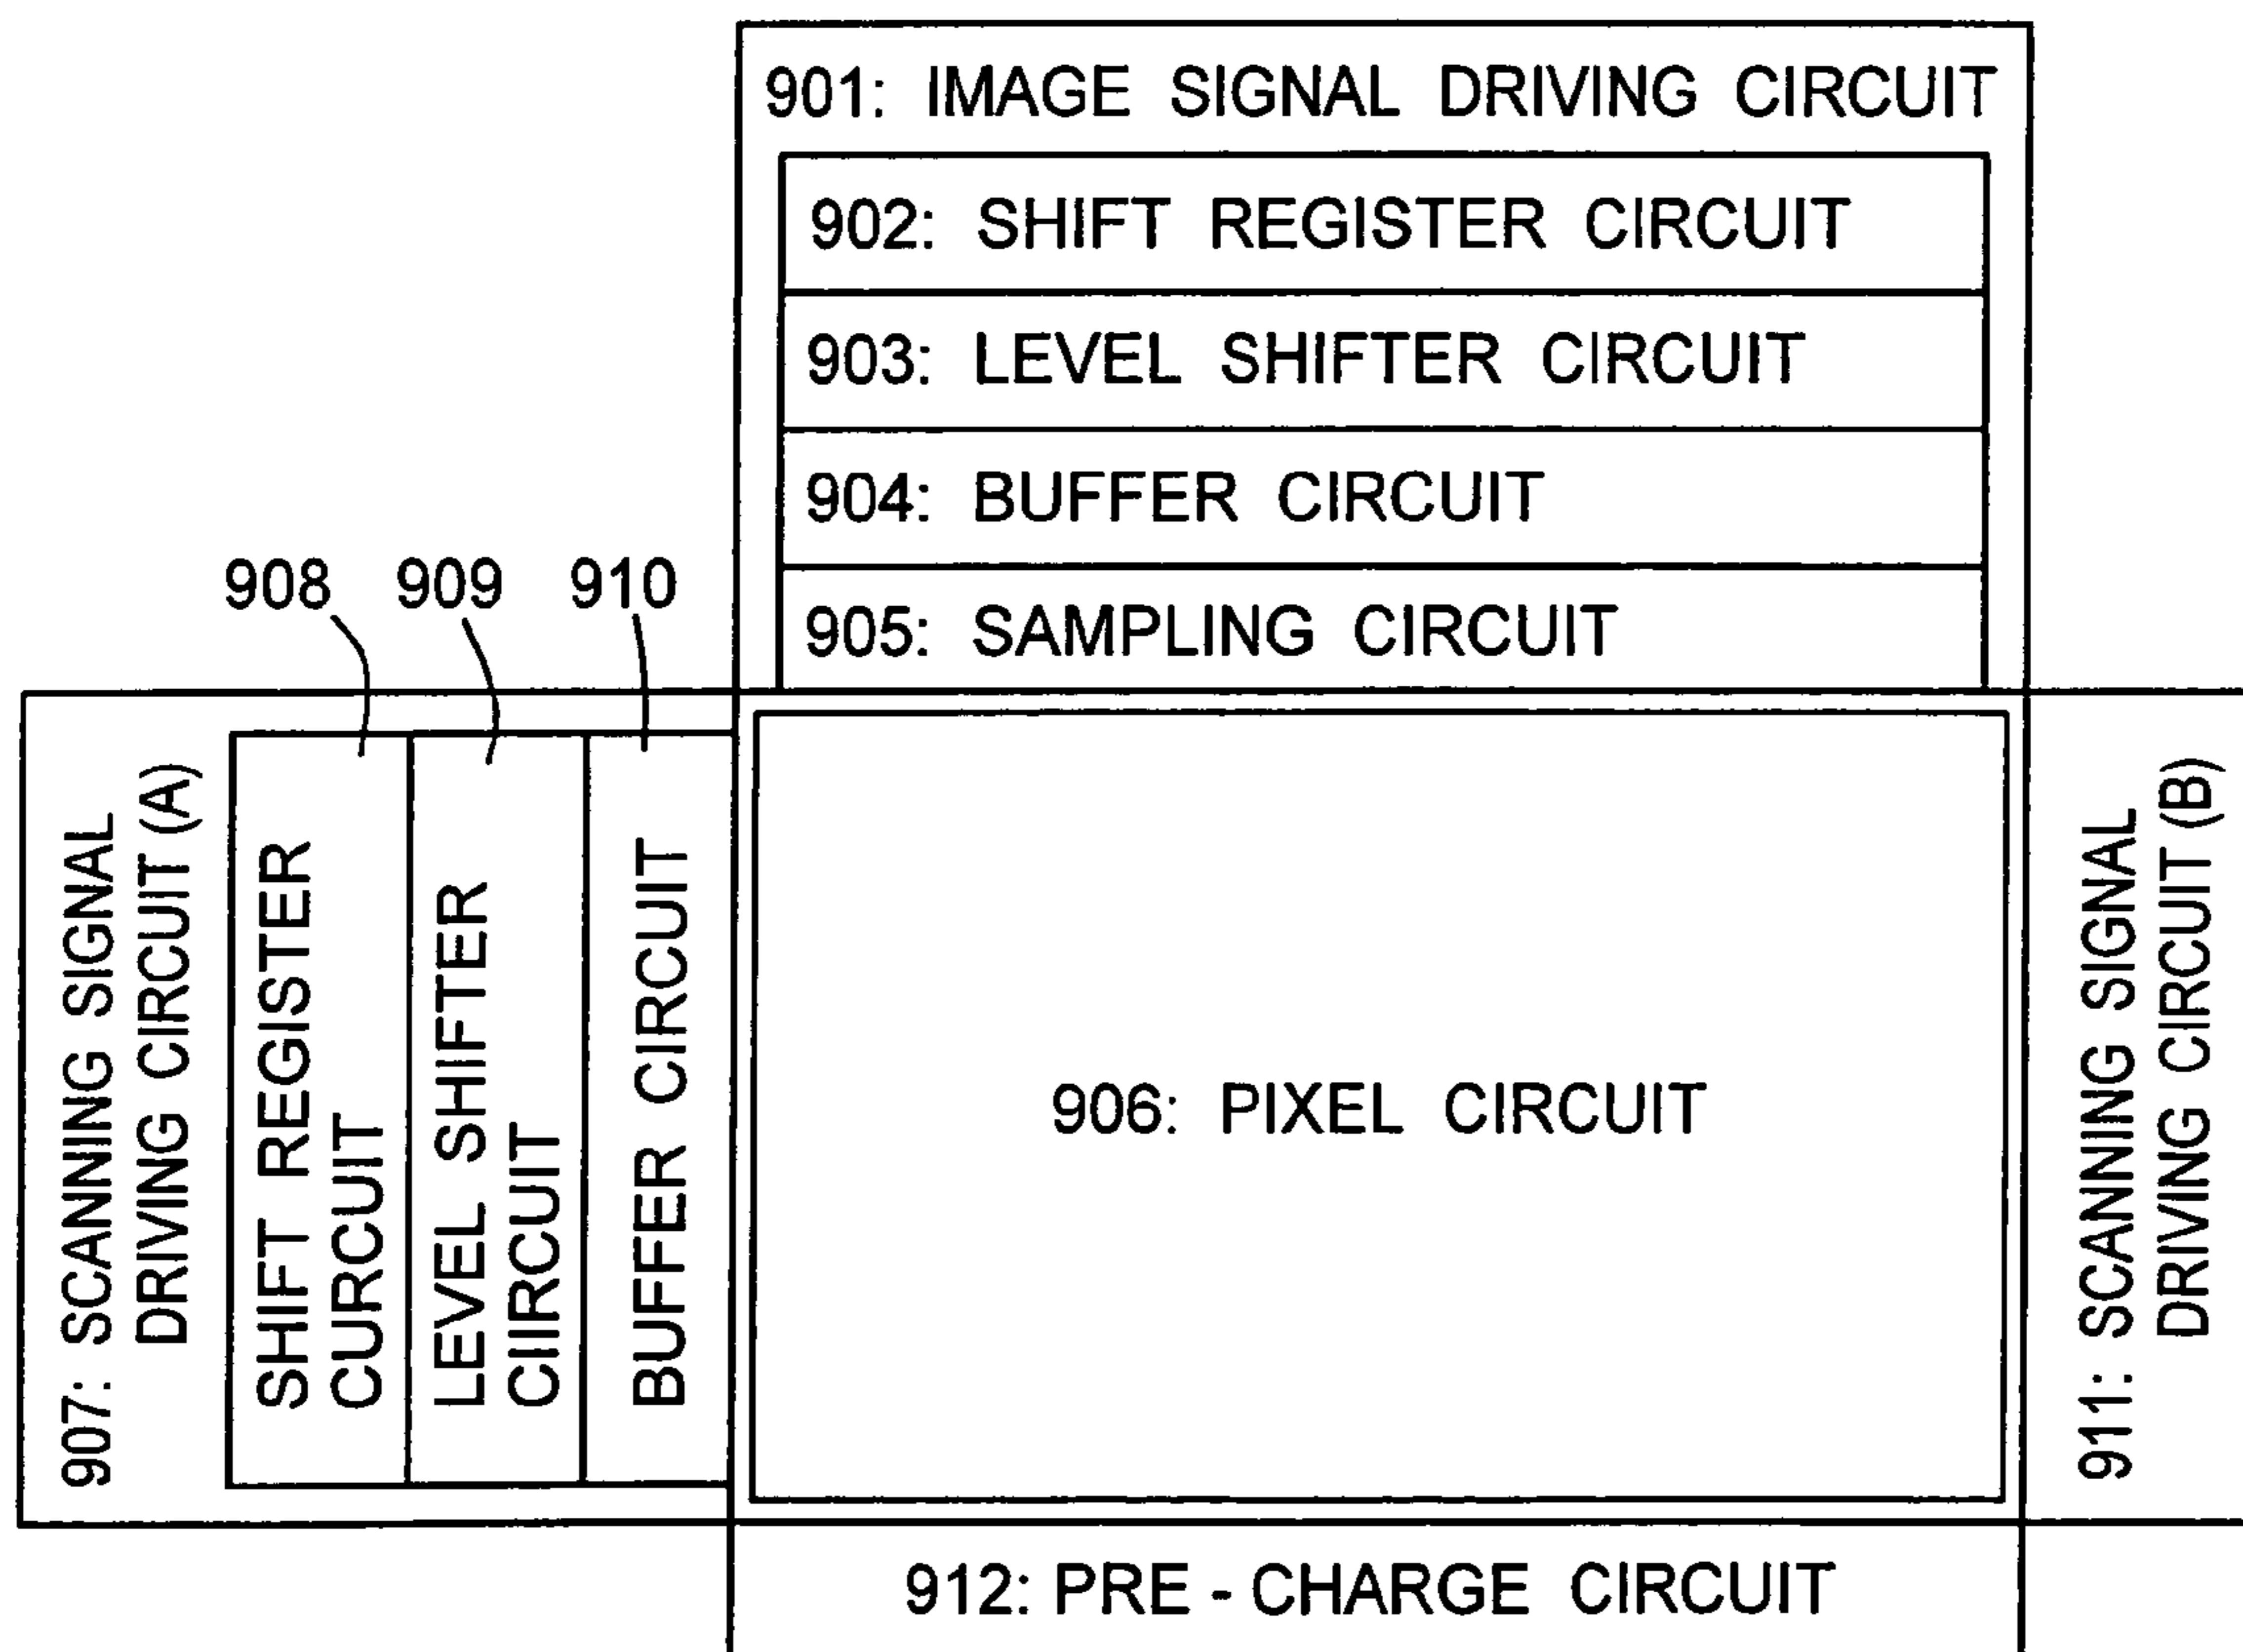 901: IMAGE SIGNAL DRIVING CIRCUIT
902: SHIFT REGISTER CIRCUIT
903: LEVEL SHIFTER CIRCUIT
904: BUFFER CIRCUIT
905: SAMPLING CIRCUIT
908 909 910
907: SCANNING SIGNAL
DRIVING CIRCUIT (A)
SHIFT REGISTER
CURCUIT
LEVEL SHIFTER
CIRCUIT
BUFFER CIRCUIT
906: PIXEL CIRCUIT
911: SCANNING SIGNAL
DRIVING CIRCUIT (B)
912: PRE - CHARGE CIRCUIT